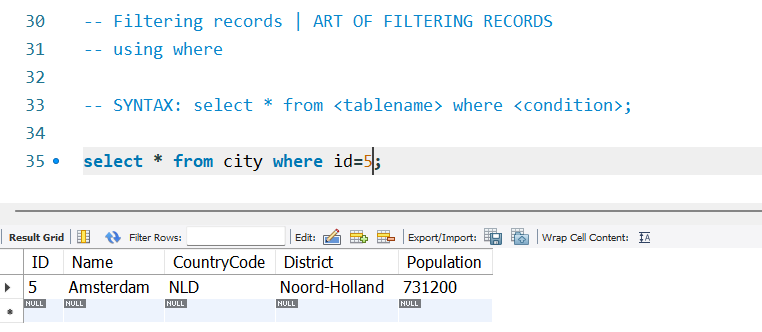 30 -- Filtering records | ART OF FILTERING RECORDS
31 -- using where
32
33 -- SYNTAX: select * from <tablename> where <condition>;
34
35 select * from city where id=5;
Result Grid Filter Rows: Edit: Export/Import: Wrap Cell Content: IA
ID Name CountryCode District Population
5 Amsterdam NLD Noord-Holland 731200
NULL NULL NULL NULL NULL